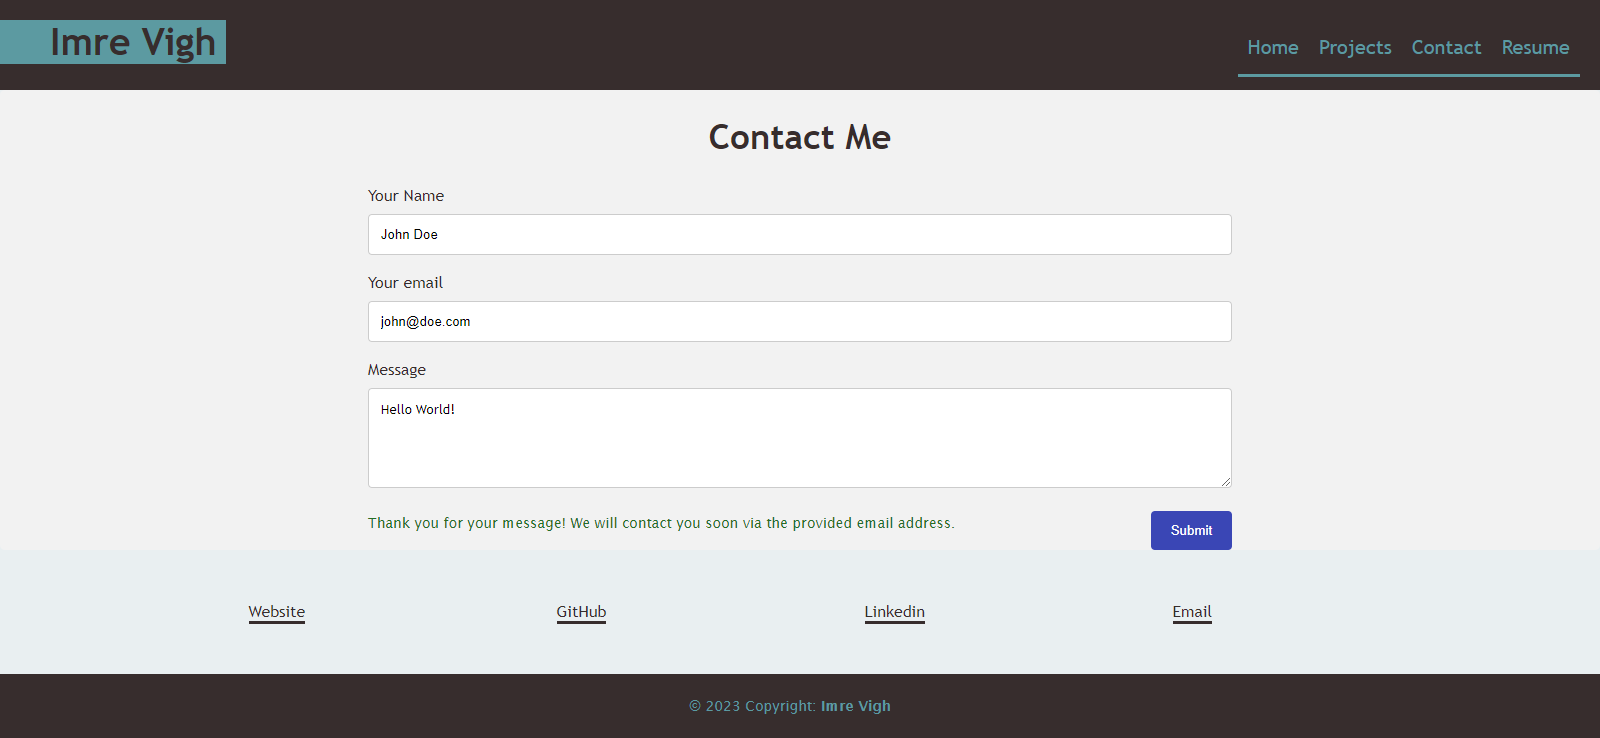 Imre Vigh
Home Projects Contact Resume
Contact Me
Your Name
John Doe
Your email
john@doe.com
Message
Hello World!
Thank you for your message! We will contact you soon via the provided email address.
Submit
Website GitHub Linkedin Email
© 2023 Copyright: Imre Vigh